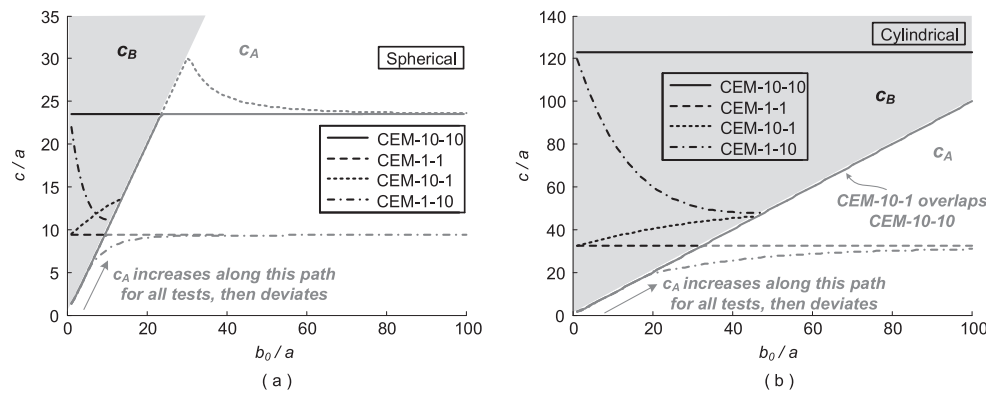 35
30
25
20
15
10
5
0
c / a
c_B
c_A
Spherical
CEM-10-10
CEM-1-1
CEM-10-1
CEM-1-10
c_A increases along this path
for all tests, then deviates
0 20 40 60 80 100
b_0 / a
( a )
140
120
100
80
60
40
20
0
c / a
Cylindrical
CEM-10-10
CEM-1-1
CEM-10-1
CEM-1-10
c_B
c_A
CEM-10-1 overlaps
CEM-10-10
c_A increases along this path
for all tests, then deviates
0 20 40 60 80 100
b_0 / a
( b )